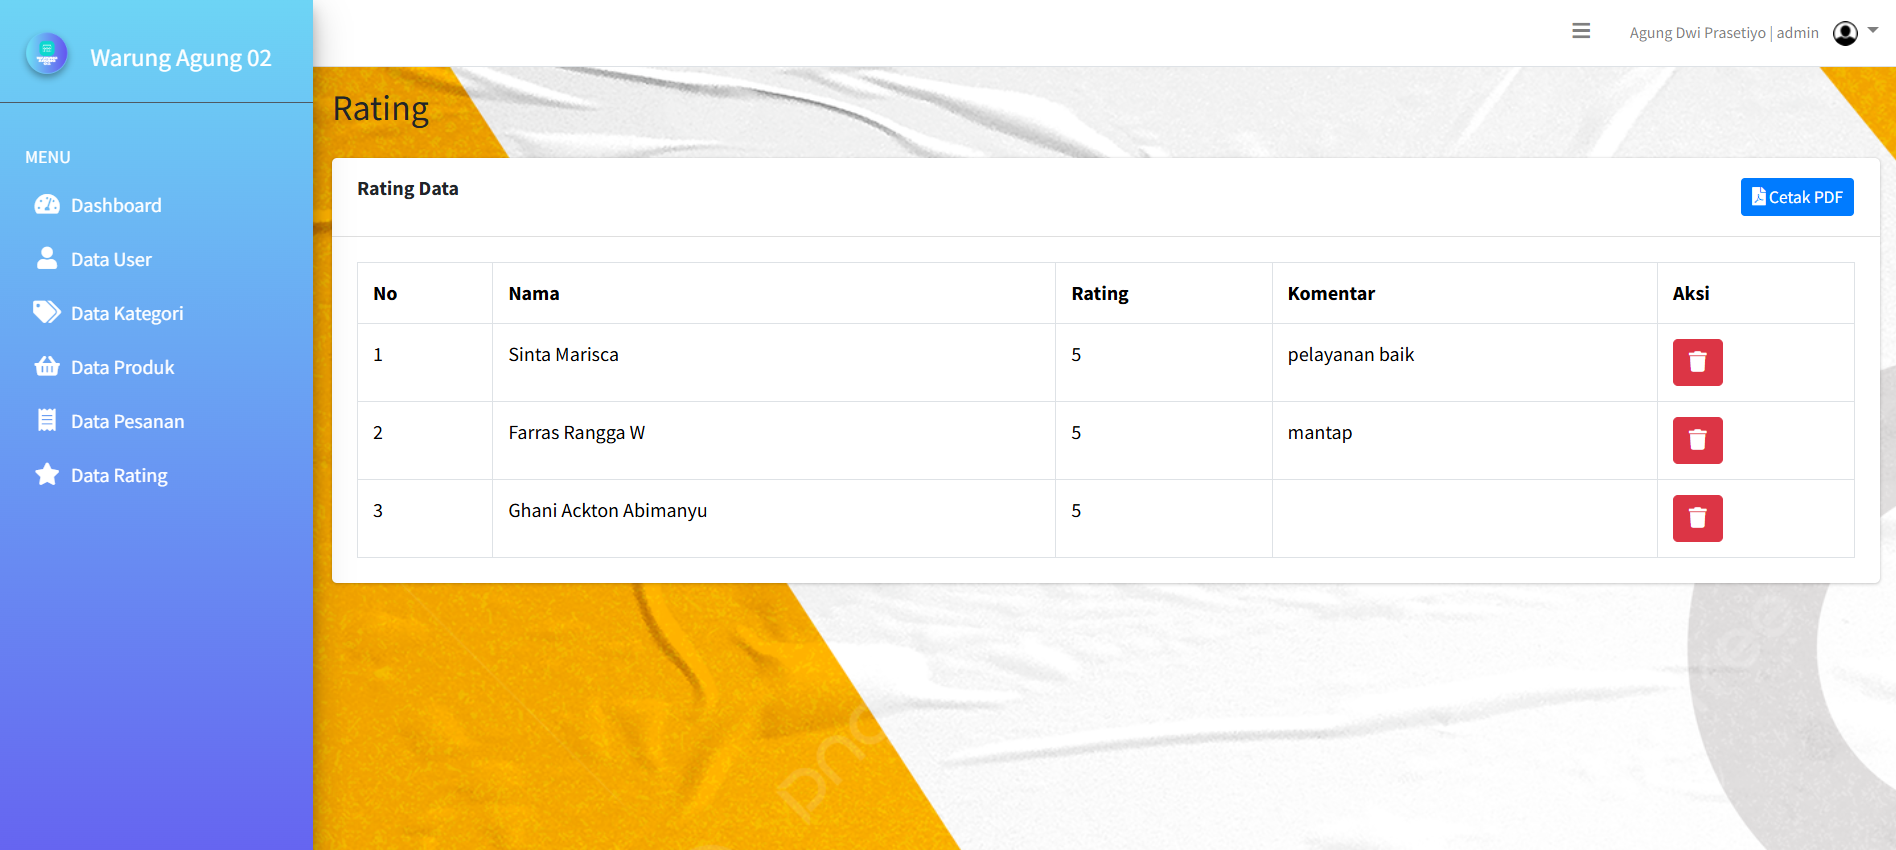 Warung Agung 02
Agung Dwi Prasetiyo | admin
MENU
Dashboard
Data User
Data Kategori
Data Produk
Data Pesanan
Data Rating
Rating
Rating Data
Cetak PDF
No Nama Rating Komentar Aksi
1 Sinta Marisca 5 pelayanan baik
2 Farras Rangga W 5 mantap
3 Ghani Ackton Abimanyu 5